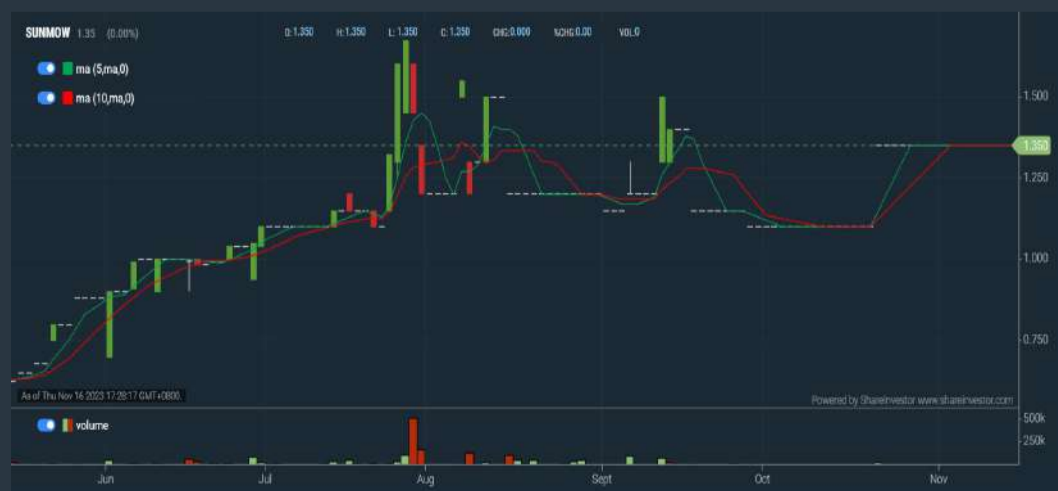 SUNMOW 1.35 (0.00%) O:1.350 H:1.350 L: 1.350 C:1.350 CHG:0.000 %CHG:0.00 VOL:0
ma (5,ma,0)
ma (10,ma,0)
1.500
1.350
1.250
1.000
0.750
As of Thu Nov 16 2023 17:28:17 GMT+0800.
Powered by ShareInvestor www.shareinvestor.com
volume
500k
250k
Jun Jul Aug Sept Oct Nov